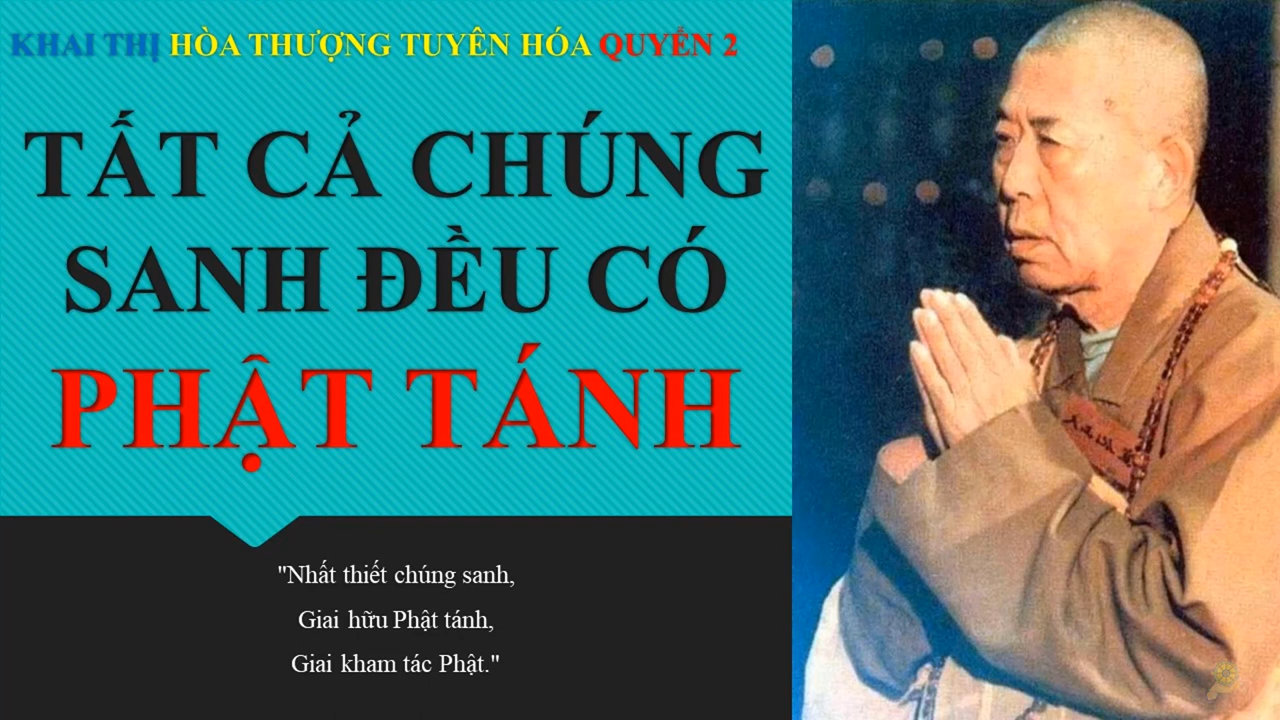 KHAI THỊ HÒA THƯỢNG TUYÊN HÓA QUYỂN 2
TẤT CẢ CHÚNG
SANH ĐỀU CÓ
PHẬT TÁNH
"Nhất thiết chúng sanh,
Giai hữu Phật tánh,
Giai kham tác Phật."